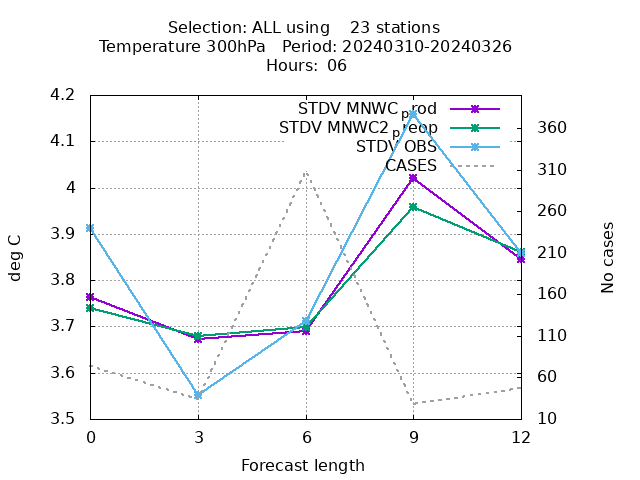 Selection: ALL using 23 stations
Temperature 300hPa Period: 20240310-20240326
Hours: 06
STDV MNWC_prod
STDV MNWC2_preop
STDV OBS
CASES
4.2
4.1
4
3.9
3.8
3.7
3.6
3.5
deg C
360
310
260
210
160
110
60
10
No cases
0 3 6 9 12
Forecast length